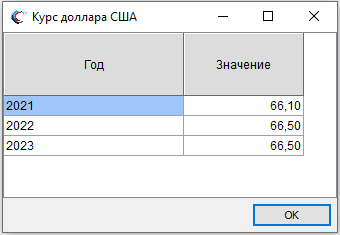 Курс доллара США
Год Значение
2021 66,10
2022 66,50
2023 66,50
OK